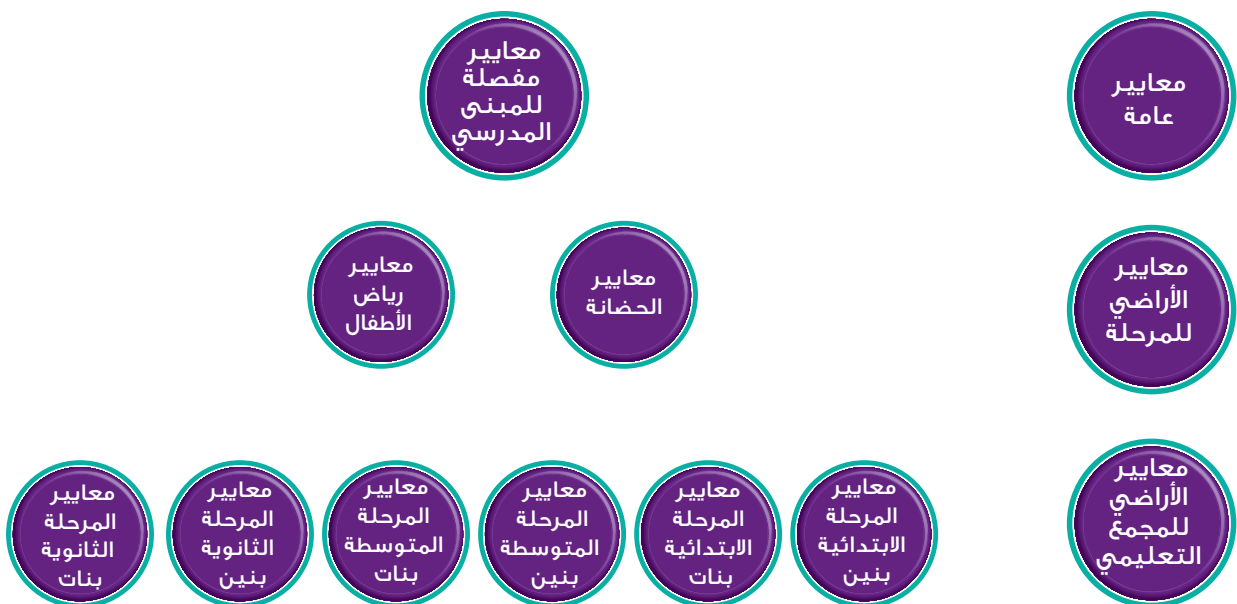 معايير
عامة
معايير
مفصلة
للمبنى
المدرسي
معايير
الأراضي
للمرحلة
معايير
الحضانة
معايير
رياض
الأطفال
معايير
الأراضي
للمجمع
التعليمي
معايير
المرحلة
الابتدائية
بنين
معايير
المرحلة
الابتدائية
بنات
معايير
المرحلة
المتوسطة
بنين
معايير
المرحلة
المتوسطة
بنات
معايير
المرحلة
الثانوية
بنين
معايير
المرحلة
الثانوية
بنات